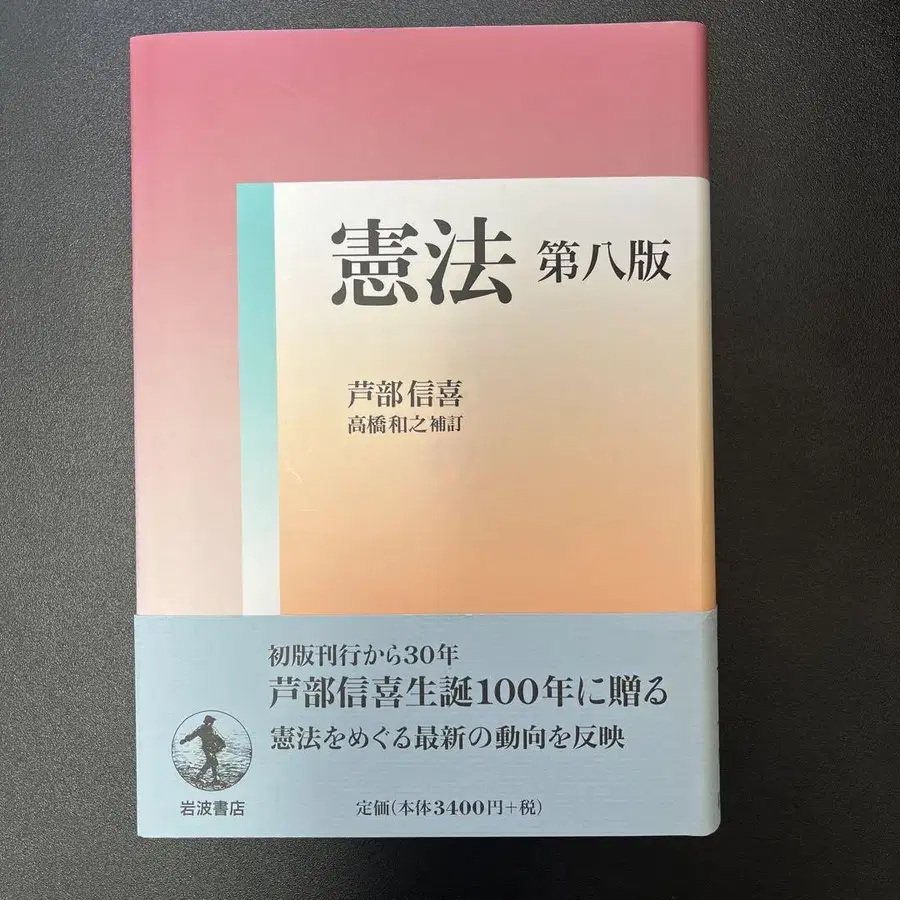 憲法 第八版
芦部信喜
高橋和之補訂
初版刊行から30年
芦部信喜生誕100年に贈る
憲法をめぐる最新の動向を反映
岩波書店
定価(本体3400円+税)